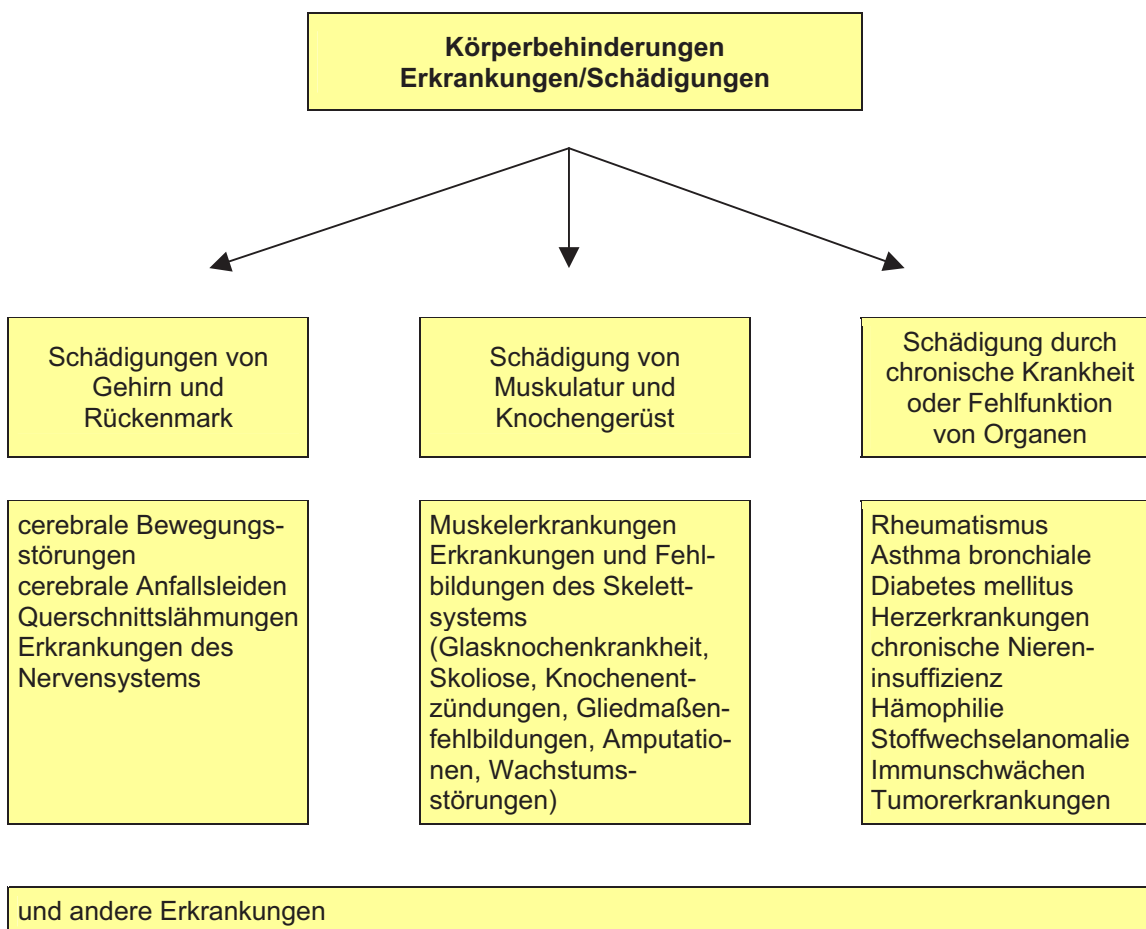 Körperbehinderungen
Erkrankungen/Schädigungen
Schädigungen von
Gehirn und
Rückenmark
Schädigung von
Muskulatur und
Knochengerüst
Schädigung durch
chronische Krankheit
oder Fehlfunktion
von Organen
cerebrale Bewegungs-
störungen
cerebrale Anfallsleiden
Querschnittslähmungen
Erkrankungen des
Nervensystems
Muskelerkrankungen
Erkrankungen und Fehl-
bildungen des Skelett-
systems
(Glasknochenkrankheit,
Skoliose, Knochenent-
zündungen, Gliedmaßen-
fehlbildungen, Amputatio-
nen, Wachstums-
störungen)
Rheumatismus
Asthma bronchiale
Diabetes mellitus
Herzerkrankungen
chronische Nieren-
insuffizienz
Hämophilie
Stoffwechselanomalie
Immunschwächen
Tumorerkrankungen
und andere Erkrankungen